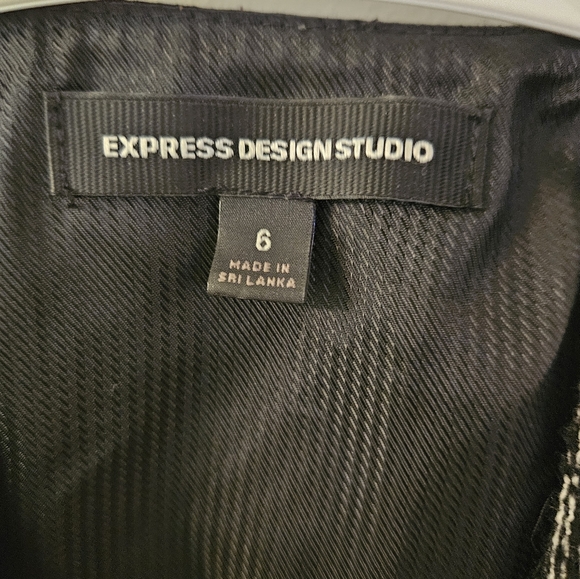 EXPRESS DESIGN STUDIO
6
MADE IN
SRI LANKA